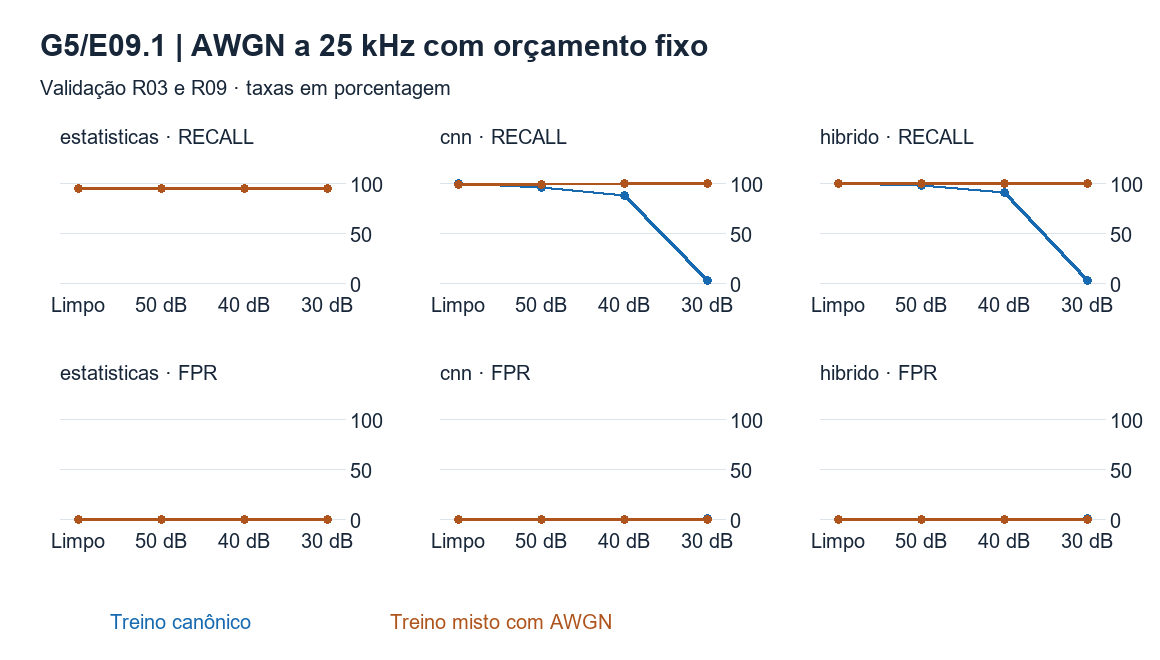 G5/E09.1 | AWGN a 25 kHz com orçamento fixo
Validação R03 e R09 · taxas em porcentagem
estatisticas · RECALL
100
50
0
Limpo 50 dB 40 dB 30 dB
cnn · RECALL
100
50
0
Limpo 50 dB 40 dB 30 dB
hibrido · RECALL
100
50
0
Limpo 50 dB 40 dB 30 dB
estatisticas · FPR
100
50
0
Limpo 50 dB 40 dB 30 dB
cnn · FPR
100
50
0
Limpo 50 dB 40 dB 30 dB
hibrido · FPR
100
50
0
Limpo 50 dB 40 dB 30 dB
Treino canônico
Treino misto com AWGN